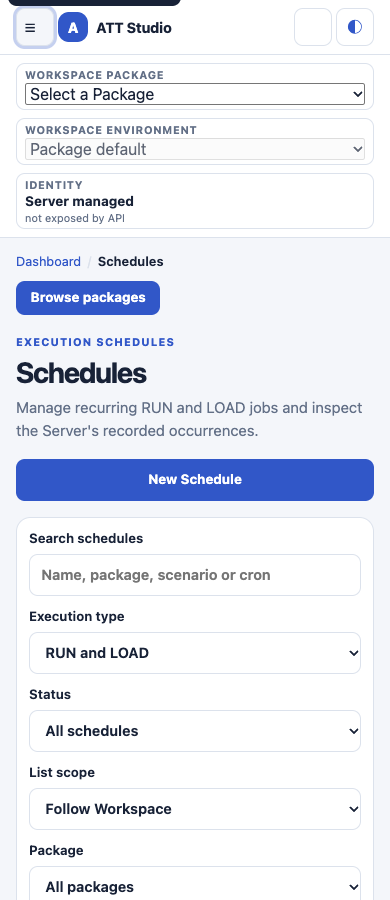 A ATT Studio
WORKSPACE PACKAGE
Select a Package
WORKSPACE ENVIRONMENT
Package default
IDENTITY
Server managed
not exposed by API
Dashboard / Schedules
Browse packages
EXECUTION SCHEDULES
Schedules
Manage recurring RUN and LOAD jobs and inspect
the Server's recorded occurrences.
New Schedule
Search schedules
Name, package, scenario or cron
Execution type
RUN and LOAD
Status
All schedules
List scope
Follow Workspace
Package
All packages